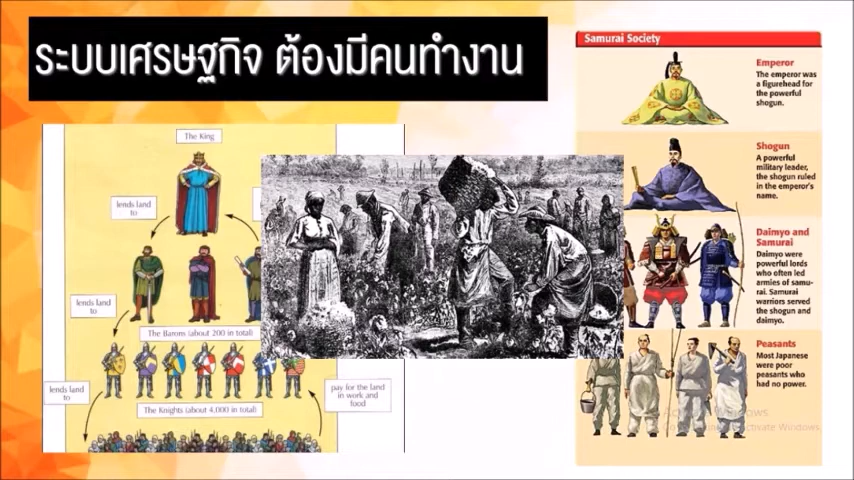 ระบบเศรษฐกิจ ต้องมีคนทำงาน
The King
lends land
to
lends land
to
The Barons (about 200 in total)
lends land
to
The Knights (about 4,000 in total)
pay for the land
in work and
food
Samurai Society
Emperor
The emperor was
a figurehead for
the powerful
shogun.
Shogun
A powerful
military leader,
the shogun ruled
in the emperor's
name.
Daimyo and
Samurai
Daimyo were
powerful lords
who often led
armies of samu-
rai. Samurai
warriors served
the shogun and
daimyo.
Peasants
Most Japanese
were poor
peasants who
had no power.